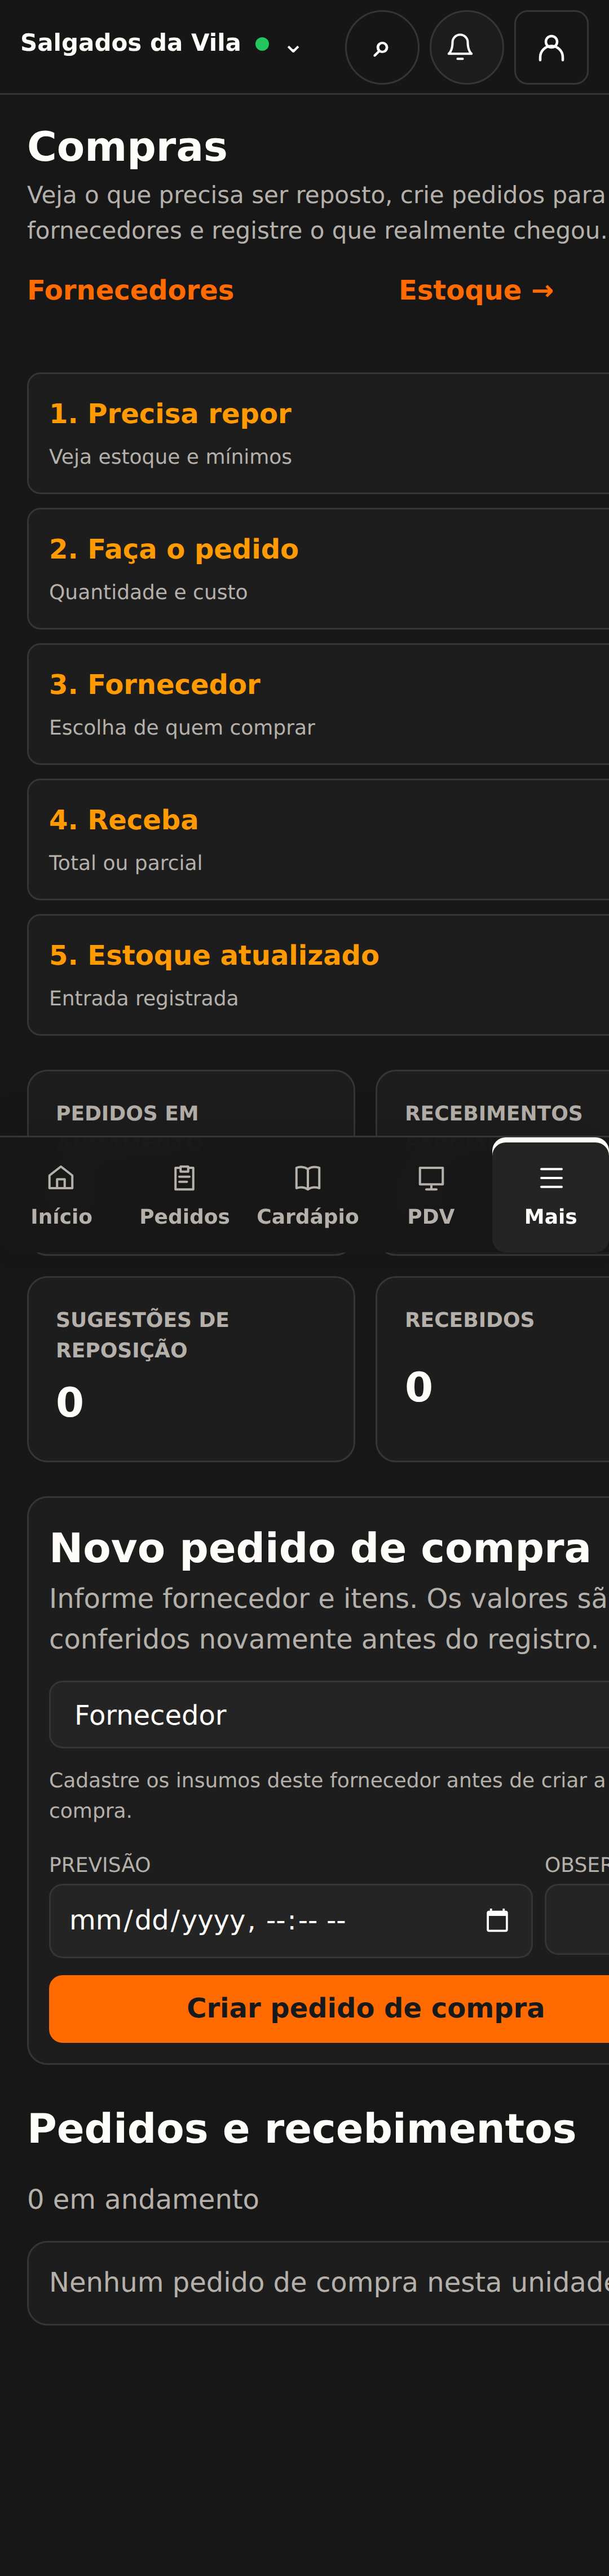 Salgados da Vila
Compras
Veja o que precisa ser reposto, crie pedidos para
fornecedores e registre o que realmente chegou.
Fornecedores
Estoque →
1. Precisa repor
Veja estoque e mínimos
2. Faça o pedido
Quantidade e custo
3. Fornecedor
Escolha de quem comprar
4. Receba
Total ou parcial
5. Estoque atualizado
Entrada registrada
PEDIDOS EM
RECEBIMENTOS
Início
Pedidos
Cardápio
PDV
Mais
SUGESTÕES DE
REPOSIÇÃO
0
RECEBIDOS
0
Novo pedido de compra
Informe fornecedor e itens. Os valores sã
conferidos novamente antes do registro.
Fornecedor
Cadastre os insumos deste fornecedor antes de criar a
compra.
PREVISÃO
OBSER
mm/dd/yyyy, --:-- --
Criar pedido de compra
Pedidos e recebimentos
0 em andamento
Nenhum pedido de compra nesta unidade